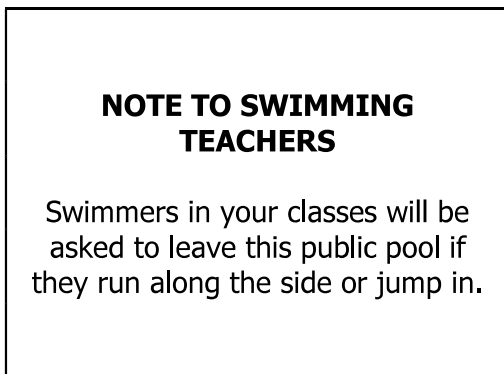 NOTE TO SWIMMING
TEACHERS
Swimmers in your classes will be
asked to leave this public pool if
they run along the side or jump in.